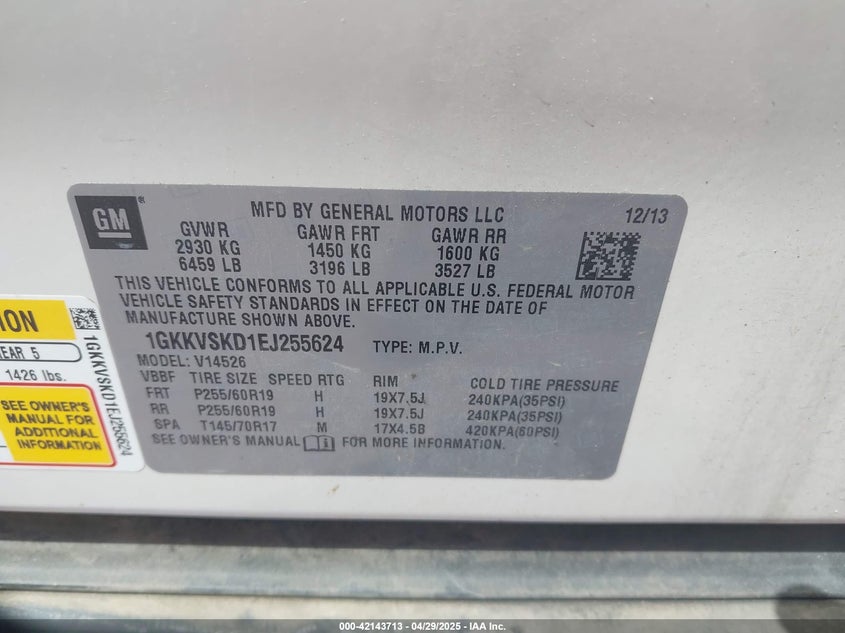 GM
MFD BY GENERAL MOTORS LLC
12/13
GVWR GAWR FRT GAWR RR
2930 KG 1450 KG 1600 KG
6459 LB 3196 LB 3527 LB
THIS VEHICLE CONFORMS TO ALL APPLICABLE U.S. FEDERAL MOTOR
VEHICLE SAFETY STANDARDS IN EFFECT ON THE DATE OF
MANUFACTURE SHOWN ABOVE.
1GKKVSKD1EJ255624 TYPE: M.P.V.
MODEL: V14526
VBBF TIRE SIZE SPEED RTG RIM COLD TIRE PRESSURE
FRT P255/60R19 H 19X7.5J 240KPA(35PSI)
RR P255/60R19 H 19X7.5J 240KPA(35PSI)
SPA T145/70R17 M 17X4.5B 420KPA(60PSI)
SEE OWNER'S MANUAL FOR MORE INFORMATION.
ION
EAR 5
1426 lbs.
SEE OWNER'S
MANUAL FOR
ADDITIONAL
INFORMATION
1GKKVSKD1EJ255624
000-42143713 - 04/29/2025 - IAA Inc.